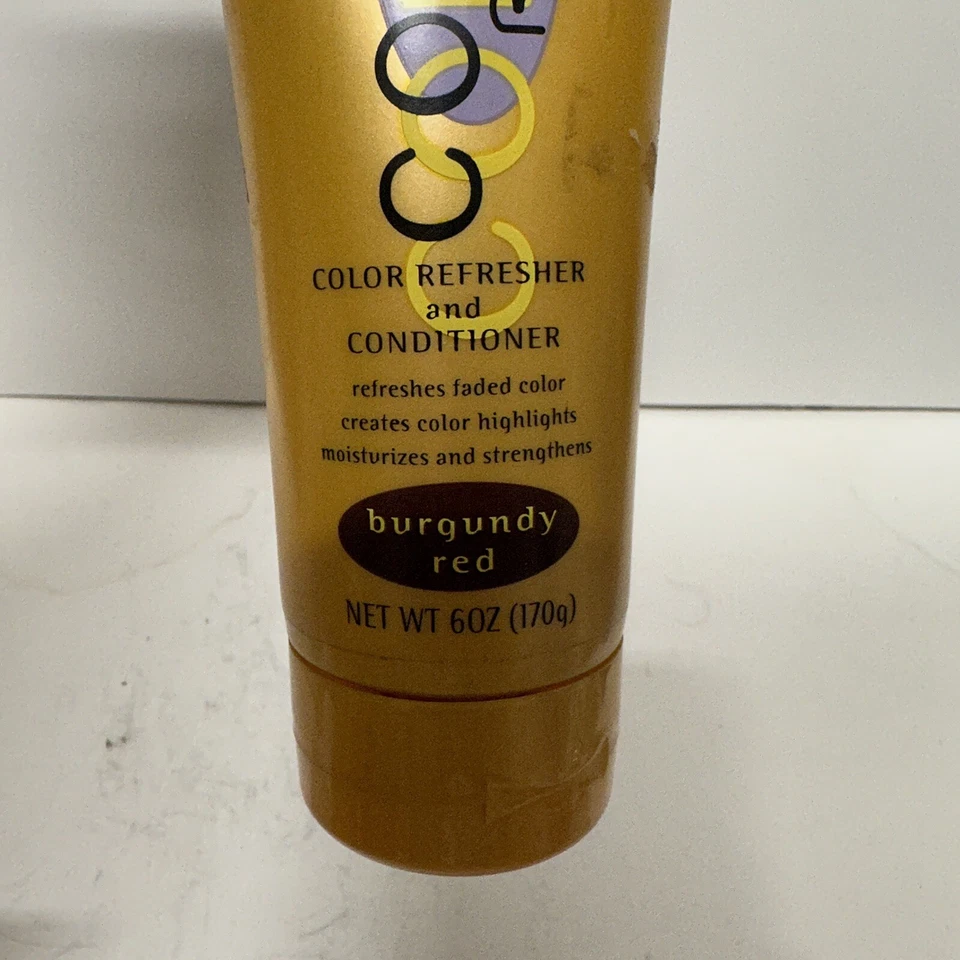 COLOR REFRESHER
and
CONDITIONER
refreshes faded color
creates color highlights
moisturizes and strengthens
burgundy
red
NET WT 6OZ (170g)